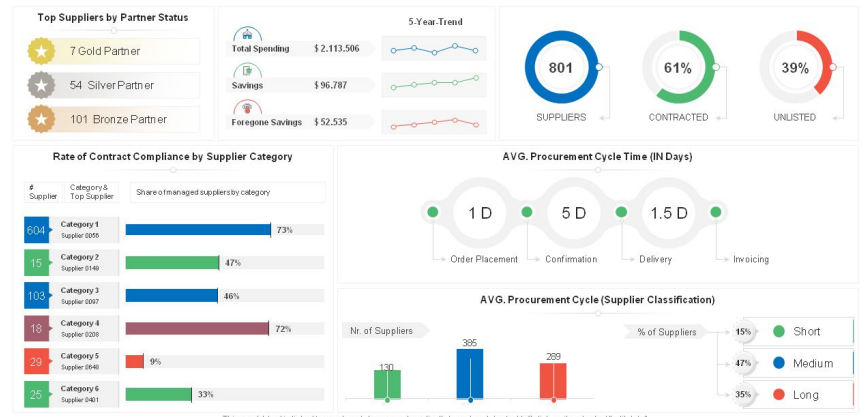 Top Suppliers by Partner Status
7 Gold Partner
54 Silver Partner
101 Bronze Partner
5-Year-Trend
Total Spending $ 2.113.506
Savings $ 96.787
Foregone Savings $ 52.535
801
SUPPLIERS
61%
CONTRACTED
39%
UNLISTED
Rate of Contract Compliance by Supplier Category
# Supplier
Category & Top Supplier
Share of managed suppliers by category
604 Category 1 Supplier 0056 73%
15 Category 2 Supplier 0149 47%
103 Category 3 Supplier 0097 46%
18 Category 4 Supplier 0208 72%
29 Category 5 Supplier 0648 9%
25 Category 6 Supplier 0401 33%
AVG. Procurement Cycle Time (IN Days)
1 D
5 D
1.5 D
Order Placement
Confirmation
Delivery
Invoicing
AVG. Procurement Cycle (Supplier Classification)
Nr. of Suppliers
130
385
289
% of Suppliers
15% Short
47% Medium
35% Long